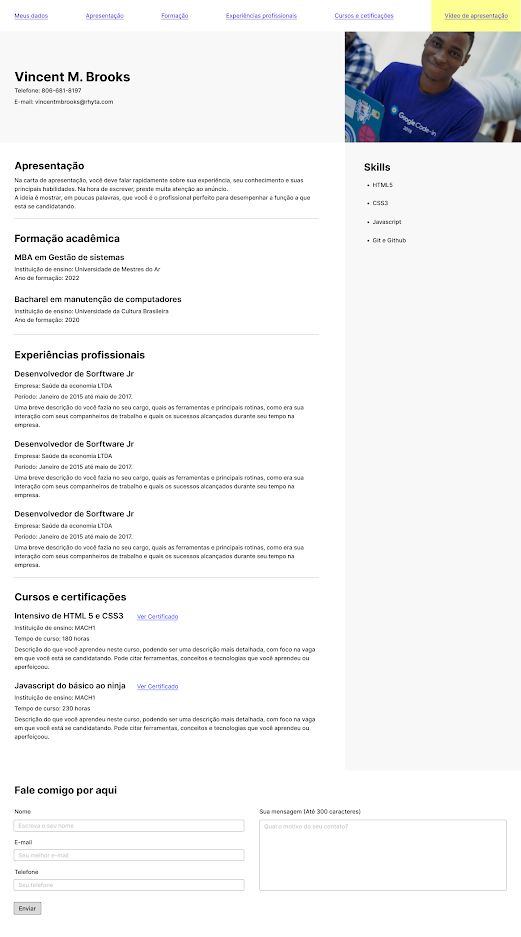 Meus dados
Apresentação
Formação
Experiências profissionais
Cursos e cetificações
Vídeo de apresentação
Google Code-in
2018
Vincent M. Brooks
Telefone: 806-681-8197
E-mail: vincentmbrooks@rhyta.com
Apresentação
Na carta de apresentação, você deve falar rapidamente sobre sua experiência, seu conhecimento e suas
principais habilidades. Na hora de escrever, preste muita atenção ao anúncio.
A ideia é mostrar, em poucas palavras, que você é o profissional perfeito para desempenhar a função a que
está se candidatando.
Skills
HTML5
CSS3
Javascript
Git e Github
Formação acadêmica
MBA em Gestão de sistemas
Instituição de ensino: Universidade de Mestres do Ar
Ano de formação: 2022
Bacharel em manutenção de computadores
Instituição de ensino: Universidade da Cultura Brasileira
Ano de formação: 2020
Experiências profissionais
Desenvolvedor de Sorftware Jr
Empresa: Saúde da economia LTDA
Período: Janeiro de 2015 até maio de 2017.
Uma breve descrição do você fazia no seu cargo, quais as ferramentas e principais rotinas, como era sua
interação com seus companheiros de trabalho e quais os sucessos alcançados durante seu tempo na
empresa.
Desenvolvedor de Sorftware Jr
Empresa: Saúde da economia LTDA
Período: Janeiro de 2015 até maio de 2017.
Uma breve descrição do você fazia no seu cargo, quais as ferramentas e principais rotinas, como era sua
interação com seus companheiros de trabalho e quais os sucessos alcançados durante seu tempo na
empresa.
Desenvolvedor de Sorftware Jr
Empresa: Saúde da economia LTDA
Período: Janeiro de 2015 até maio de 2017.
Uma breve descrição do você fazia no seu cargo, quais as ferramentas e principais rotinas, como era sua
interação com seus companheiros de trabalho e quais os sucessos alcançados durante seu tempo na
empresa.
Cursos e certificações
Intensivo de HTML 5 e CSS3
Ver Certificado
Instituição de ensino: MACH1
Tempo de curso: 180 horas
Descrição do que você aprendeu neste curso, podendo ser uma descrição mais detalhada, com foco na vaga
em que você está se candidatando. Pode citar ferramentas, conceitos e tecnologias que você aprendeu ou
aperfeiçoou.
Javascript do básico ao ninja
Ver Certificado
Instituição de ensino: MACH1
Tempo de curso: 230 horas
Descrição do que você aprendeu neste curso, podendo ser uma descrição mais detalhada, com foco na vaga
em que você está se candidatando. Pode citar ferramentas, conceitos e tecnologias que você aprendeu ou
aperfeiçoou.
Fale comigo por aqui
Nome
Escreva o seu nome
E-mail
Seu melhor e-mail
Telefone
Seu telefone
Sua mensagem (Até 300 caracteres)
Qual o motivo do seu contato?
Enviar